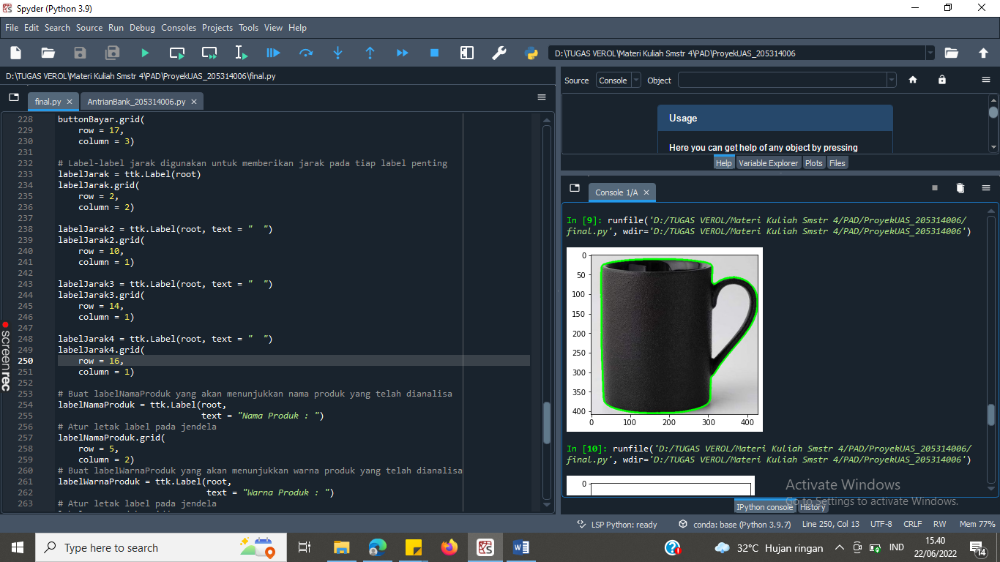 Spyder (Python 3.9)
File Edit Search Source Run Debug Consoles Projects Tools View Help
D:\TUGAS VEROL\Materi Kuliah Smstr 4\PAD\ProyekUAS_205314006
D:\TUGAS VEROL\Materi Kuliah Smstr 4\PAD\ProyekUAS_205314006\final.py
final.py
AntrianBank_205314006.py
228 buttonBayar.grid(
229 row = 17,
230 column = 3)
231
232 # Label-label jarak digunakan untuk memberikan jarak pada tiap label penting
233 labelJarak = ttk.Label(root)
234 labelJarak.grid(
235 row = 2,
236 column = 2)
237
238 labelJarak2 = ttk.Label(root, text = "  ")
239 labelJarak2.grid(
240 row = 10,
241 column = 1)
242
243 labelJarak3 = ttk.Label(root, text = "  ")
244 labelJarak3.grid(
245 row = 14,
246 column = 1)
247
248 labelJarak4 = ttk.Label(root, text = "  ")
249 labelJarak4.grid(
250 row = 16,
251 column = 1)
252
253 # Buat labelNamaProduk yang akan menunjukkan nama produk yang telah dianalisa
254 labelNamaProduk = ttk.Label(root,
255 text = "Nama Produk : ")
256 # Atur letak label pada jendela
257 labelNamaProduk.grid(
258 row = 5,
259 column = 2)
260 # Buat labelWarnaProduk yang akan menunjukkan warna produk yang telah dianalisa
261 labelWarnaProduk = ttk.Label(root,
262 text = "Warna Produk : ")
263 # Atur letak label pada jendela
screenrec
Source Console Object
Usage
Here you can get help of any object by pressing
Help Variable Explorer Plots Files
Console 1/A
In [9]: runfile('D:/TUGAS VEROL/Materi Kuliah Smstr 4/PAD/ProyekUAS_205314006/
final.py', wdir='D:/TUGAS VEROL/Materi Kuliah Smstr 4/PAD/ProyekUAS_205314006')
0
50
100
150
200
250
300
350
400
0 100 200 300 400
In [10]: runfile('D:/TUGAS VEROL/Materi Kuliah Smstr 4/PAD/ProyekUAS_205314006/
final.py', wdir='D:/TUGAS VEROL/Materi Kuliah Smstr 4/PAD/ProyekUAS_205314006')
0
Activate Windows
Go to Settings to activate Windows.
IPython console History
LSP Python: ready conda: base (Python 3.9.7) Line 250, Col 13 UTF-8 CRLF RW Mem 77%
Type here to search
32°C Hujan ringan
IND
15.40
22/06/2022
14